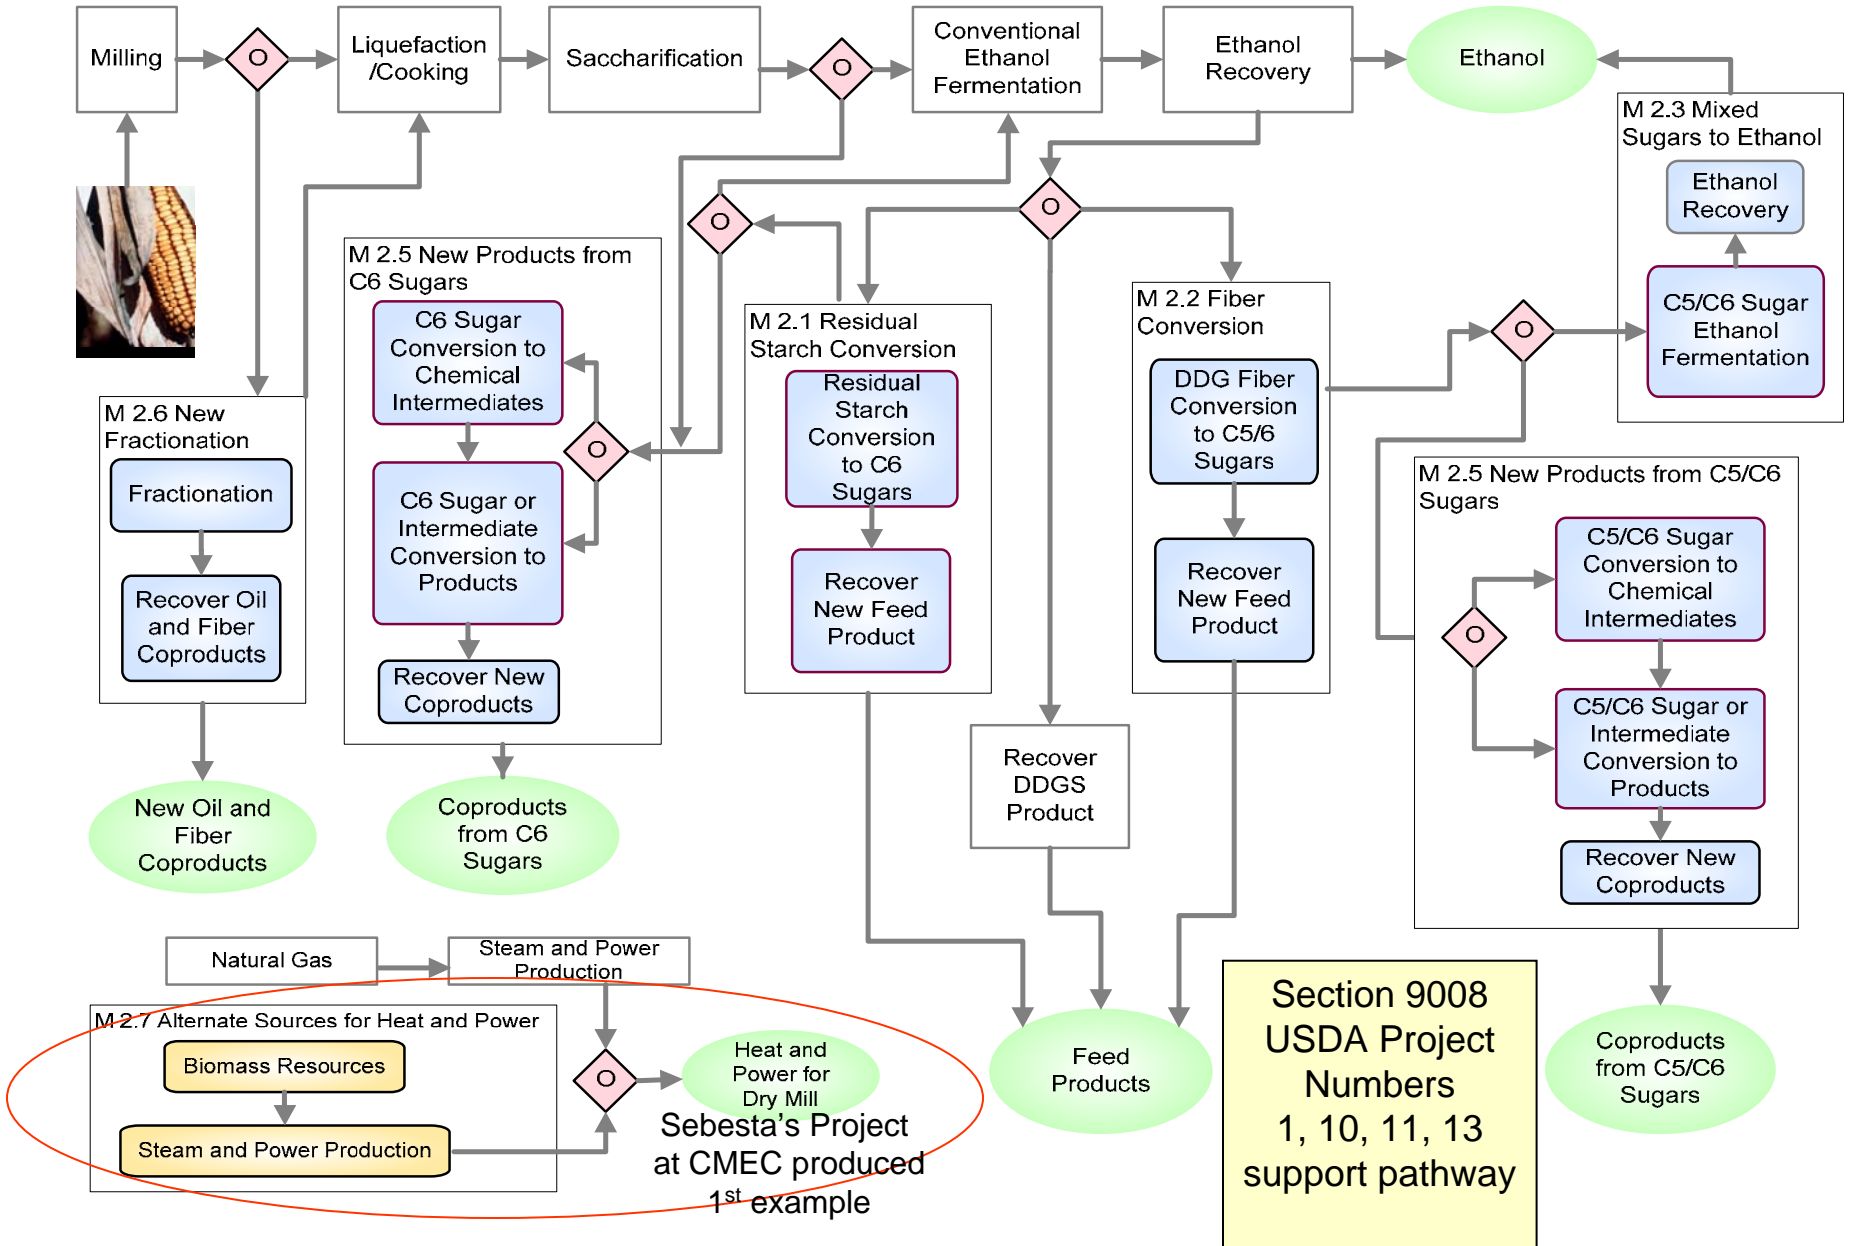 Milling
O
Liquefaction
/Cooking
Saccharification
O
Conventional
Ethanol
Fermentation
Ethanol
Recovery
Ethanol
M 2.3 Mixed
Sugars to Ethanol
Ethanol
Recovery
C5/C6 Sugar
Ethanol
Fermentation
O
O
M 2.5 New Products from
C6 Sugars
C6 Sugar
Conversion to
Chemical
Intermediates
O
C6 Sugar or
Intermediate
Conversion to
Products
Recover New
Coproducts
M 2.1 Residual
Starch Conversion
Residual
Starch
Conversion
to C6
Sugars
Recover
New Feed
Product
M 2.2 Fiber
Conversion
DDG Fiber
Conversion
to C5/6
Sugars
Recover
New Feed
Product
O
M 2.6 New
Fractionation
Fractionation
Recover Oil
and Fiber
Coproducts
M 2.5 New Products from C5/C6
Sugars
C5/C6 Sugar
Conversion to
Chemical
Intermediates
O
C5/C6 Sugar or
Intermediate
Conversion to
Products
Recover New
Coproducts
Recover
DDGS
Product
New Oil and
Fiber
Coproducts
Coproducts
from C6
Sugars
Natural Gas
Steam and Power
Production
M 2.7 Alternate Sources for Heat and Power
Biomass Resources
Steam and Power Production
O
Heat and
Power for
Dry Mill
Sebesta's Project
at CMEC produced
1st example
Feed
Products
Section 9008
USDA Project
Numbers
1, 10, 11, 13
support pathway
Coproducts
from C5/C6
Sugars